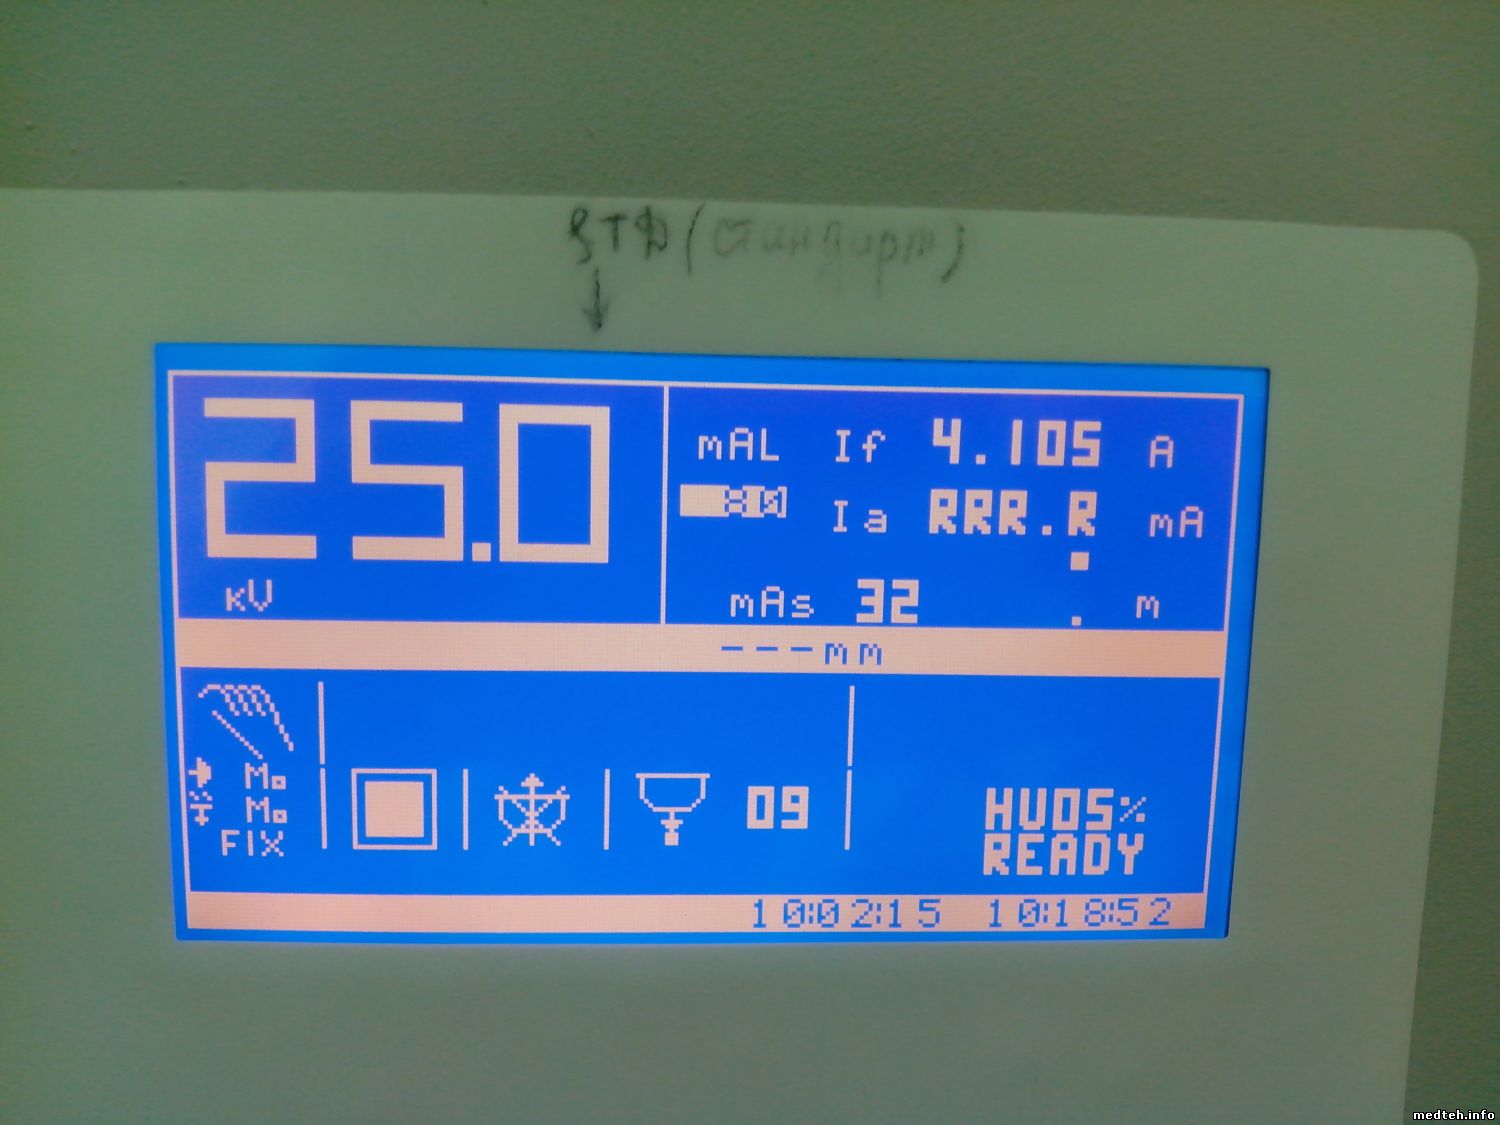 (стандарт)
25.0
kV
mAL If 4.105 A
80 Ia RRR.R mA
mAs 32 . m
---mm
Mo
Mo
FIX
09
HV05%
READY
10:02:15 10:18:52
medteh.info